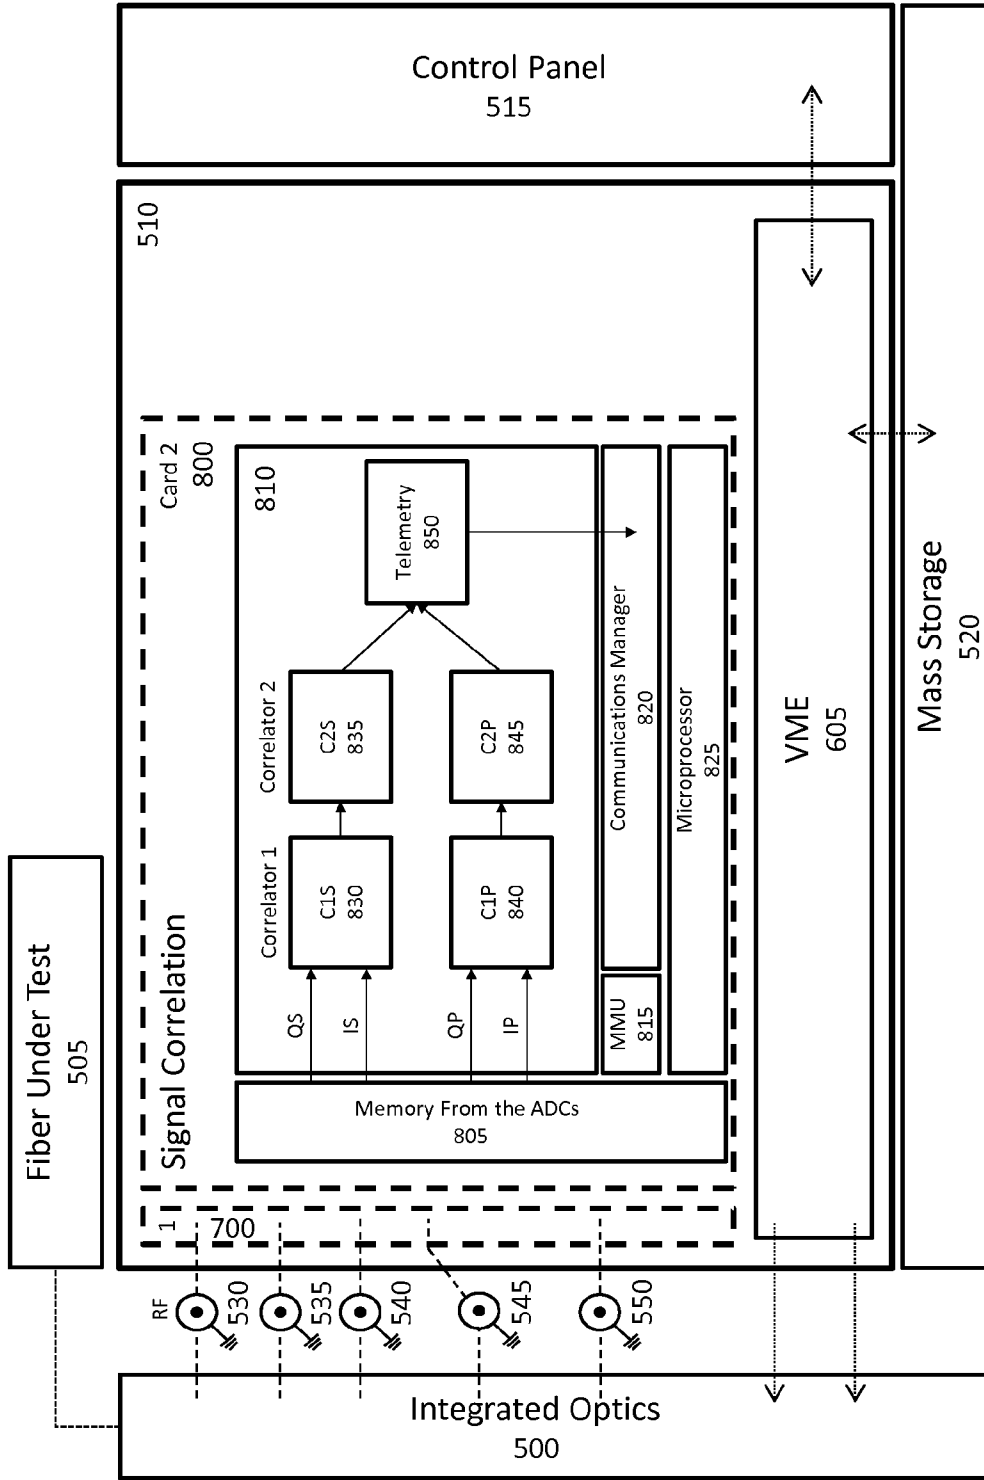 Control Panel
515
510
Card 2
800
810
Telemetry
850
Correlator 2
C2S
835
C2P
845
Correlator 1
C1S
830
C1P
840
QS
IS
QP
IP
Communications Manager
820
MMU
815
Microprocessor
825
Memory From the ADCs
805
Signal Correlation
VME
605
Mass Storage
520
Fiber Under Test
505
1
700
RF
530
535
540
545
550
Integrated Optics
500